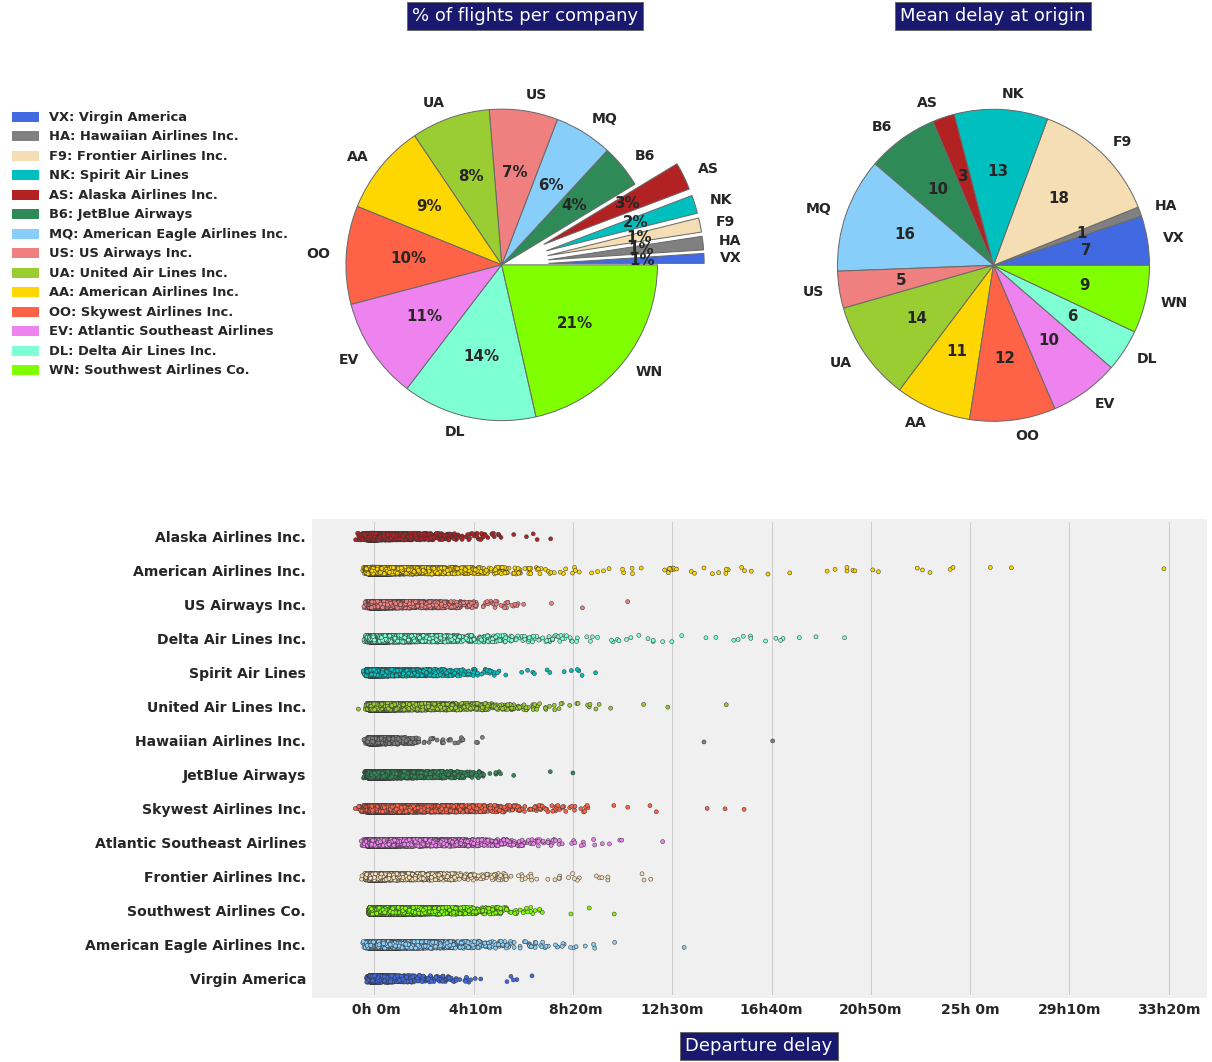 % of flights per company
Mean delay at origin
VX: Virgin America
HA: Hawaiian Airlines Inc.
F9: Frontier Airlines Inc.
NK: Spirit Air Lines
AS: Alaska Airlines Inc.
B6: JetBlue Airways
MQ: American Eagle Airlines Inc.
US: US Airways Inc.
UA: United Air Lines Inc.
AA: American Airlines Inc.
OO: Skywest Airlines Inc.
EV: Atlantic Southeast Airlines
DL: Delta Air Lines Inc.
WN: Southwest Airlines Co.
VX
1%
HA
1%
F9
1%
NK
2%
AS
3%
B6
4%
MQ
6%
US
7%
UA
8%
AA
9%
OO
10%
EV
11%
DL
14%
WN
21%
VX
7
HA
1
F9
18
NK
13
AS
3
B6
10
MQ
16
US
5
UA
14
AA
11
OO
12
EV
10
DL
6
WN
9
Alaska Airlines Inc.
American Airlines Inc.
US Airways Inc.
Delta Air Lines Inc.
Spirit Air Lines
United Air Lines Inc.
Hawaiian Airlines Inc.
JetBlue Airways
Skywest Airlines Inc.
Atlantic Southeast Airlines
Frontier Airlines Inc.
Southwest Airlines Co.
American Eagle Airlines Inc.
Virgin America
0h 0m 4h10m 8h20m 12h30m 16h40m 20h50m 25h 0m 29h10m 33h20m
Departure delay